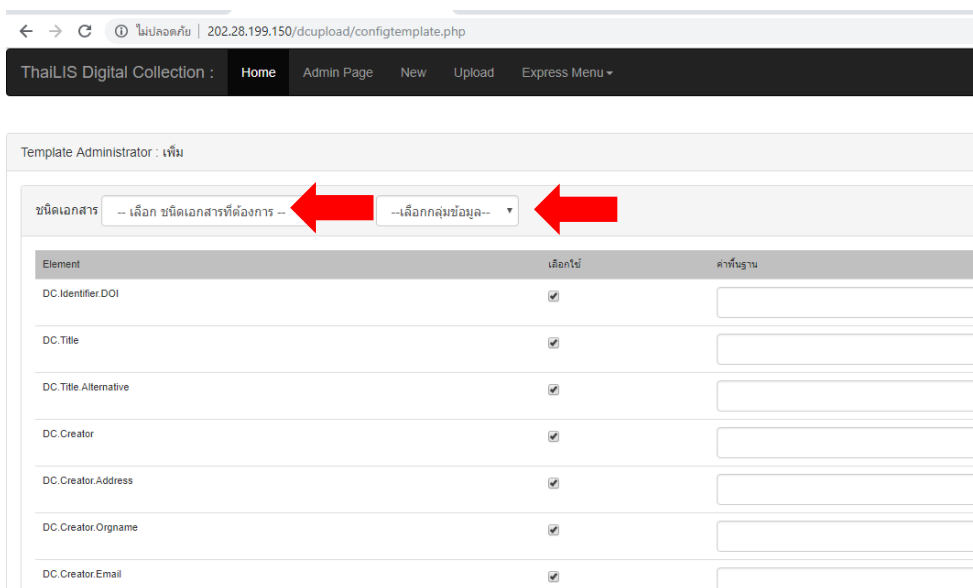 ไม่ปลอดภัย | 202.28.199.150/dcupload/configtemplate.php
ThaiLIS Digital Collection : Home Admin Page New Upload Express Menu
Template Administrator : เพิ่ม
ชนิดเอกสาร -- เลือก ชนิดเอกสารที่ต้องการ -- --เลือกกลุ่มข้อมูล--
Element เลือกใช้ ค่าพื้นฐาน
DC.Identifier.DOI
DC.Title
DC.Title.Alternative
DC.Creator
DC.Creator.Address
DC.Creator.Orgname
DC.Creator.Email